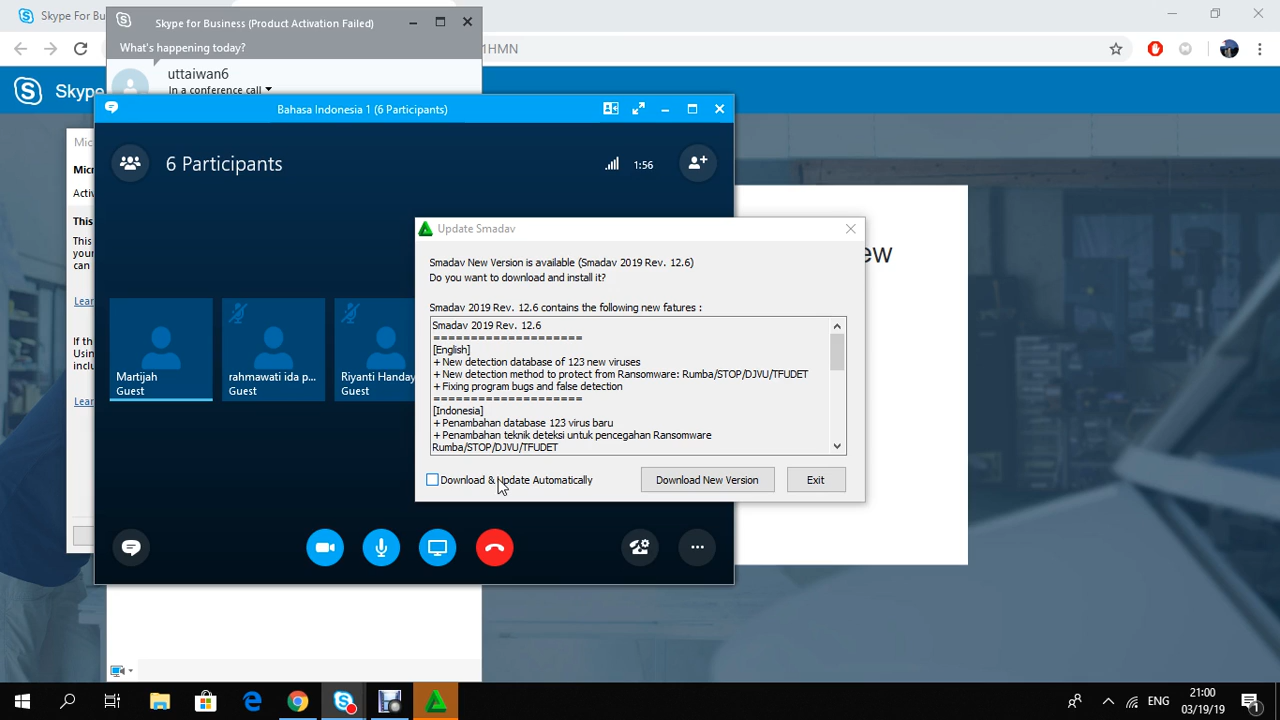 Skype For Bu
Skype for Business (Product Activation Failed)
1HMN
What's happening today?
uttaiwan6
In a conference call
Skype
Bahasa Indonesia 1 (6 Participants)
6 Participants
1:56
Mic
Micr
Activ
This
This
your
can
Lear
If th
Usin
inclu
Lear
ew
Martijah
Guest
rahmawati ida p...
Guest
Riyanti Handay
Guest
Update Smadav
Smadav New Version is available (Smadav 2019 Rev. 12.6)
Do you want to download and install it?
Smadav 2019 Rev. 12.6 contains the following new fatures :
Smadav 2019 Rev. 12.6
====================
[English]
+ New detection database of 123 new viruses
+ New detection method to protect from Ransomware: Rumba/STOP/DJVU/TFUDET
+ Fixing program bugs and false detection
====================
[Indonesia]
+ Penambahan database 123 virus baru
+ Penambahan teknik deteksi untuk pencegahan Ransomware
Rumba/STOP/DJVU/TFUDET
Download & Update Automatically
Download New Version
Exit
ENG
21:00
03/19/19
1